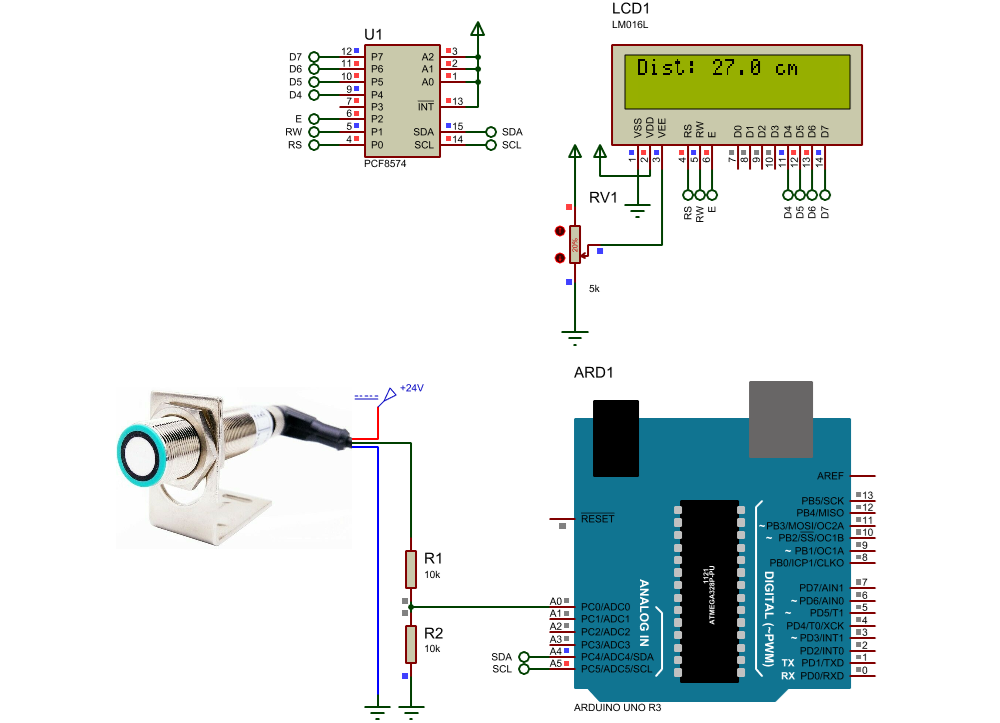 LCD1
LM016L
Dist: 27.0 cm
VSS VDD VEE RS RW E D0 D1 D2 D3 D4 D5 D6 D7
1 2 3 4 5 6 7 8 9 10 11 12 13 14
RS RW E D4 D5 D6 D7
U1
D7 12 P7 A2 3
D6 11 P6 A1 2
D5 10 P5 A0 1
D4 9 P4
7 P3 INT 13
E 6 P2
RW 5 P1 SDA 15 SDA
RS 4 P0 SCL 14 SCL
PCF8574
RV1
20%
5k
+24V
R1
10k
R2
10k
ARD1
AREF
RESET
PB5/SCK 13
PB4/MISO 12
~PB3/MOSI/OC2A 11
~ PB2/SS/OC1B 10
~ PB1/OC1A 9
PB0/ICP1/CLKO 8
PD7/AIN1 7
~ PD6/AIN0 6
~ PD5/T1 5
PD4/T0/XCK 4
~ PD3/INT1 3
PD2/INT0 2
TX PD1/TXD 1
RX PD0/RXD 0
A0 PC0/ADC0
A1 PC1/ADC1
A2 PC2/ADC2
A3 PC3/ADC3
SDA A4 PC4/ADC4/SDA
SCL A5 PC5/ADC5/SCL
ANALOG IN
1121
ATMEGA328P-PU
DIGITAL (~PWM)
ARDUINO UNO R3